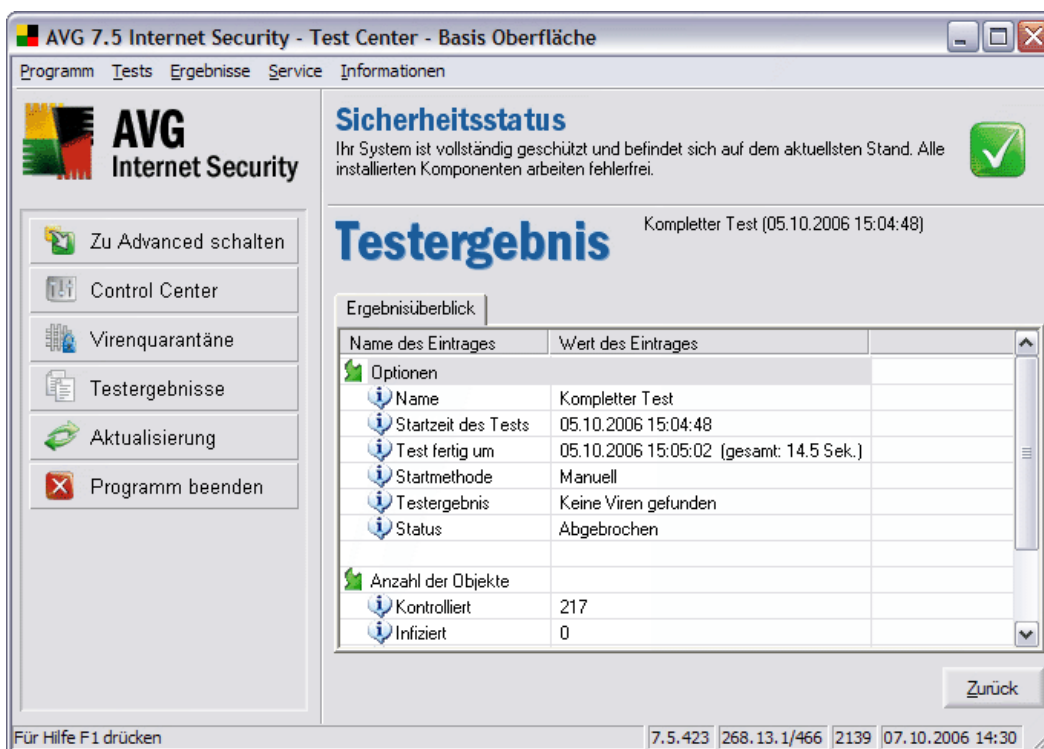 AVG 7.5 Internet Security - Test Center - Basis Oberfläche
Programm Tests Ergebnisse Service Informationen
AVG
Internet Security
Zu Advanced schalten
Control Center
Virenquarantäne
Testergebnisse
Aktualisierung
Programm beenden
Sicherheitsstatus
Ihr System ist vollständig geschützt und befindet sich auf dem aktuellsten Stand. Alle
installierten Komponenten arbeiten fehlerfrei.
Testergebnis
Kompletter Test (05.10.2006 15:04:48)
Ergebnisüberblick
Name des Eintrages Wert des Eintrages
Optionen
Name Kompletter Test
Startzeit des Tests 05.10.2006 15:04:48
Test fertig um 05.10.2006 15:05:02 (gesamt: 14.5 Sek.)
Startmethode Manuell
Testergebnis Keine Viren gefunden
Status Abgebrochen
Anzahl der Objekte
Kontrolliert 217
Infiziert 0
Zurück
Für Hilfe F1 drücken 7.5.423 268.13.1/466 2139 07.10.2006 14:30